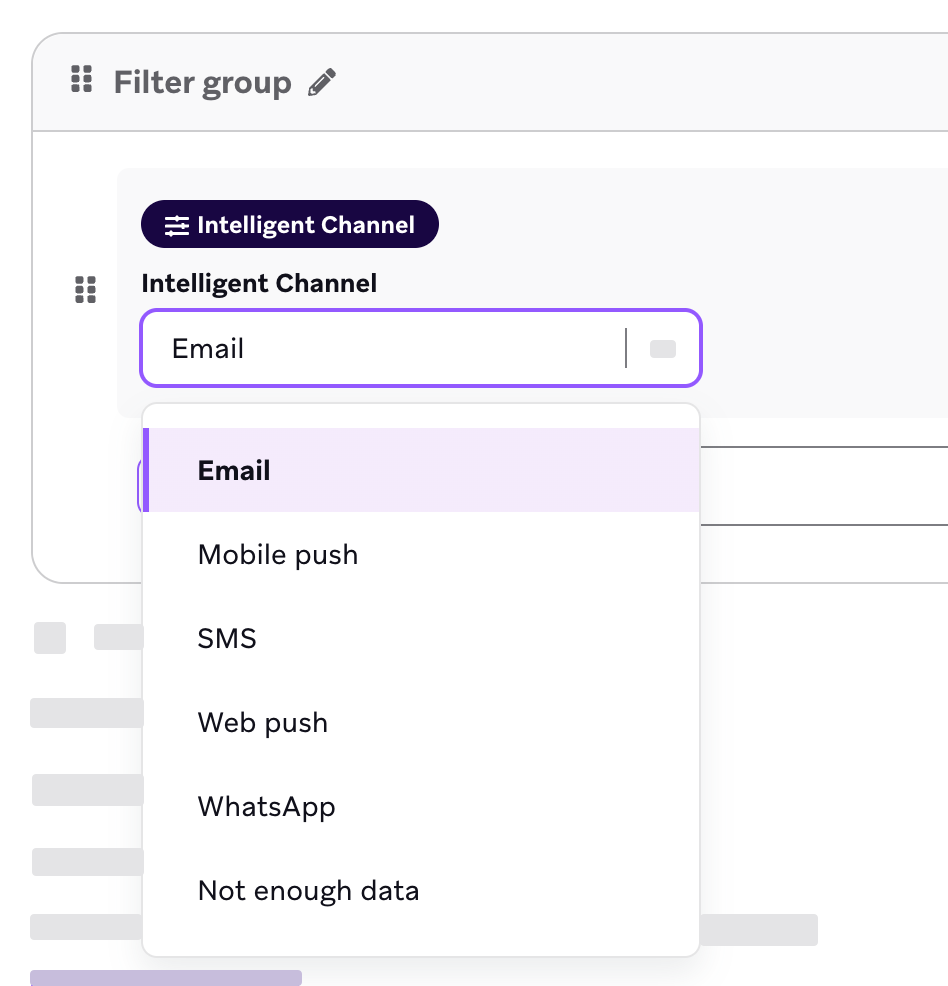 Filter group
Intelligent Channel
Intelligent Channel
Email
Email
Mobile push
SMS
Web push
WhatsApp
Not enough data